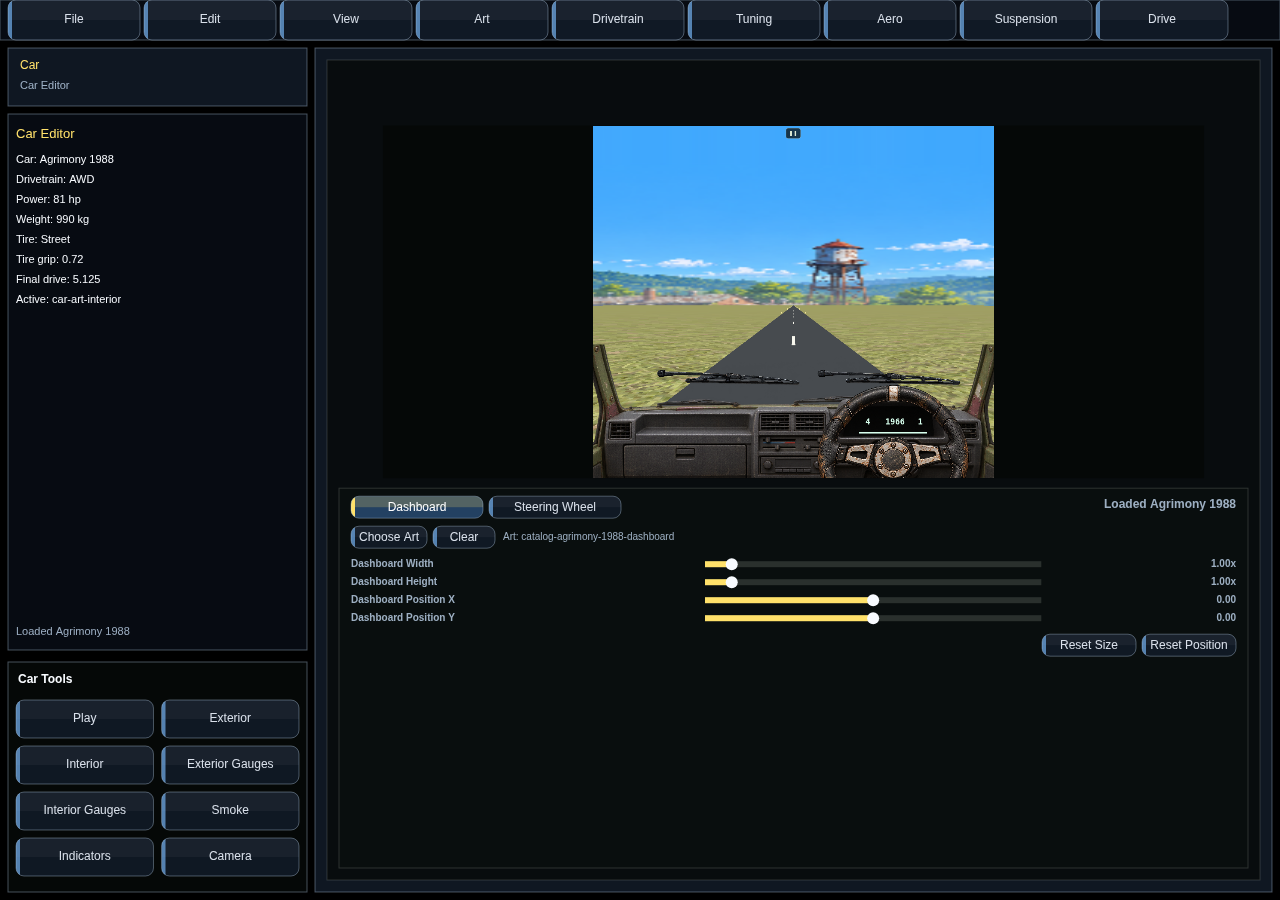 File Edit View Art Drivetrain Tuning Aero Suspension Drive
Car
Car Editor
Car Editor
Car: Agrimony 1988
Drivetrain: AWD
Power: 81 hp
Weight: 990 kg
Tire: Street
Tire grip: 0.72
Final drive: 5.125
Active: car-art-interior
Loaded Agrimony 1988
Car Tools
Play Exterior
Interior Exterior Gauges
Interior Gauges Smoke
Indicators Camera
4 1966 1
Dashboard Steering Wheel Loaded Agrimony 1988
Choose Art Clear Art: catalog-agrimony-1988-dashboard
Dashboard Width 1.00x
Dashboard Height 1.00x
Dashboard Position X 0.00
Dashboard Position Y 0.00
Reset Size Reset Position